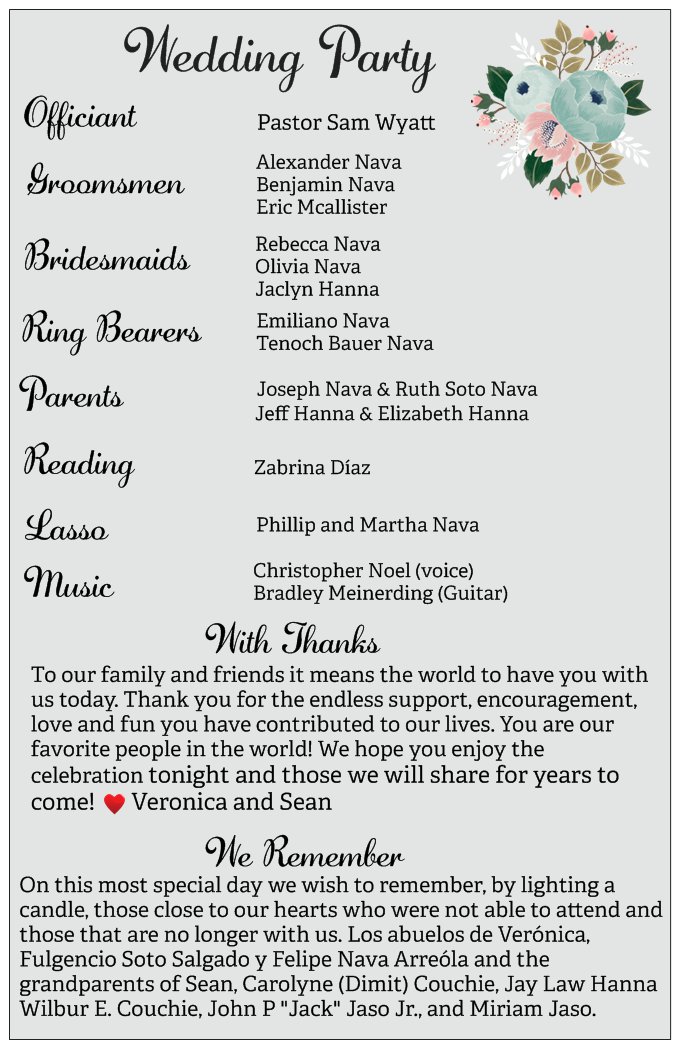 Wedding Party
Officiant
Pastor Sam Wyatt
Groomsmen
Alexander Nava
Benjamin Nava
Eric Mcallister
Bridesmaids
Rebecca Nava
Olivia Nava
Jaclyn Hanna
Ring Bearers
Emiliano Nava
Tenoch Bauer Nava
Parents
Joseph Nava & Ruth Soto Nava
Jeff Hanna & Elizabeth Hanna
Reading
Zabrina Díaz
Lasso
Phillip and Martha Nava
Music
Christopher Noel (voice)
Bradley Meinerding (Guitar)
With Thanks
To our family and friends it means the world to have you with
us today. Thank you for the endless support, encouragement,
love and fun you have contributed to our lives. You are our
favorite people in the world! We hope you enjoy the
celebration tonight and those we will share for years to
come! ❤ Veronica and Sean
We Remember
On this most special day we wish to remember, by lighting a
candle, those close to our hearts who were not able to attend and
those that are no longer with us. Los abuelos de Verónica,
Fulgencio Soto Salgado y Felipe Nava Arreóla and the
grandparents of Sean, Carolyne (Dimit) Couchie, Jay Law Hanna
Wilbur E. Couchie, John P "Jack" Jaso Jr., and Miriam Jaso.